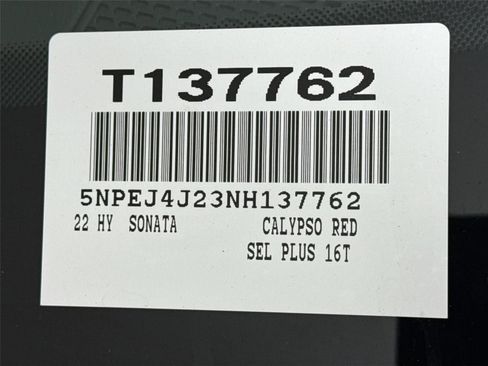 T137762
5NPEJ4J23NH137762
22 HY SONATA CALYPSO RED
SEL PLUS 16T